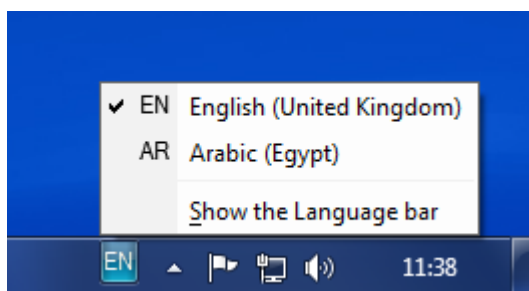 EN English (United Kingdom)
AR Arabic (Egypt)
Show the Language bar
EN 11:38